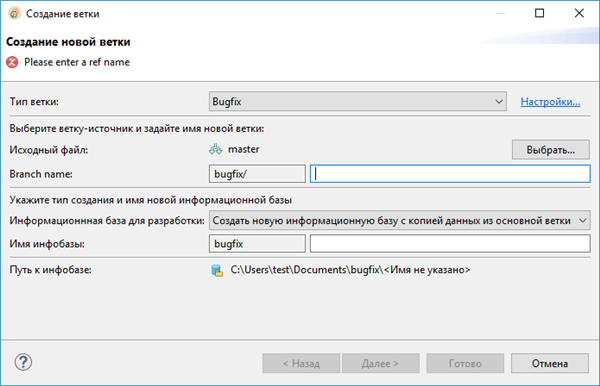 Создание ветки
Создание новой ветки
Please enter a ref name
Тип ветки: Bugfix Настройки...
Выберите ветку-источник и задайте имя новой ветки:
Исходный файл: master Выбрать...
Branch name: bugfix/
Укажите тип создания и имя новой информационной базы
Информационнная база для разработки: Создать новую информационную базу с копией данных из основной ветки
Имя инфобазы: bugfix
Путь к инфобазе: C:\Users\test\Documents\bugfix\<Имя не указано>
? < Назад Далее > Готово Отмена